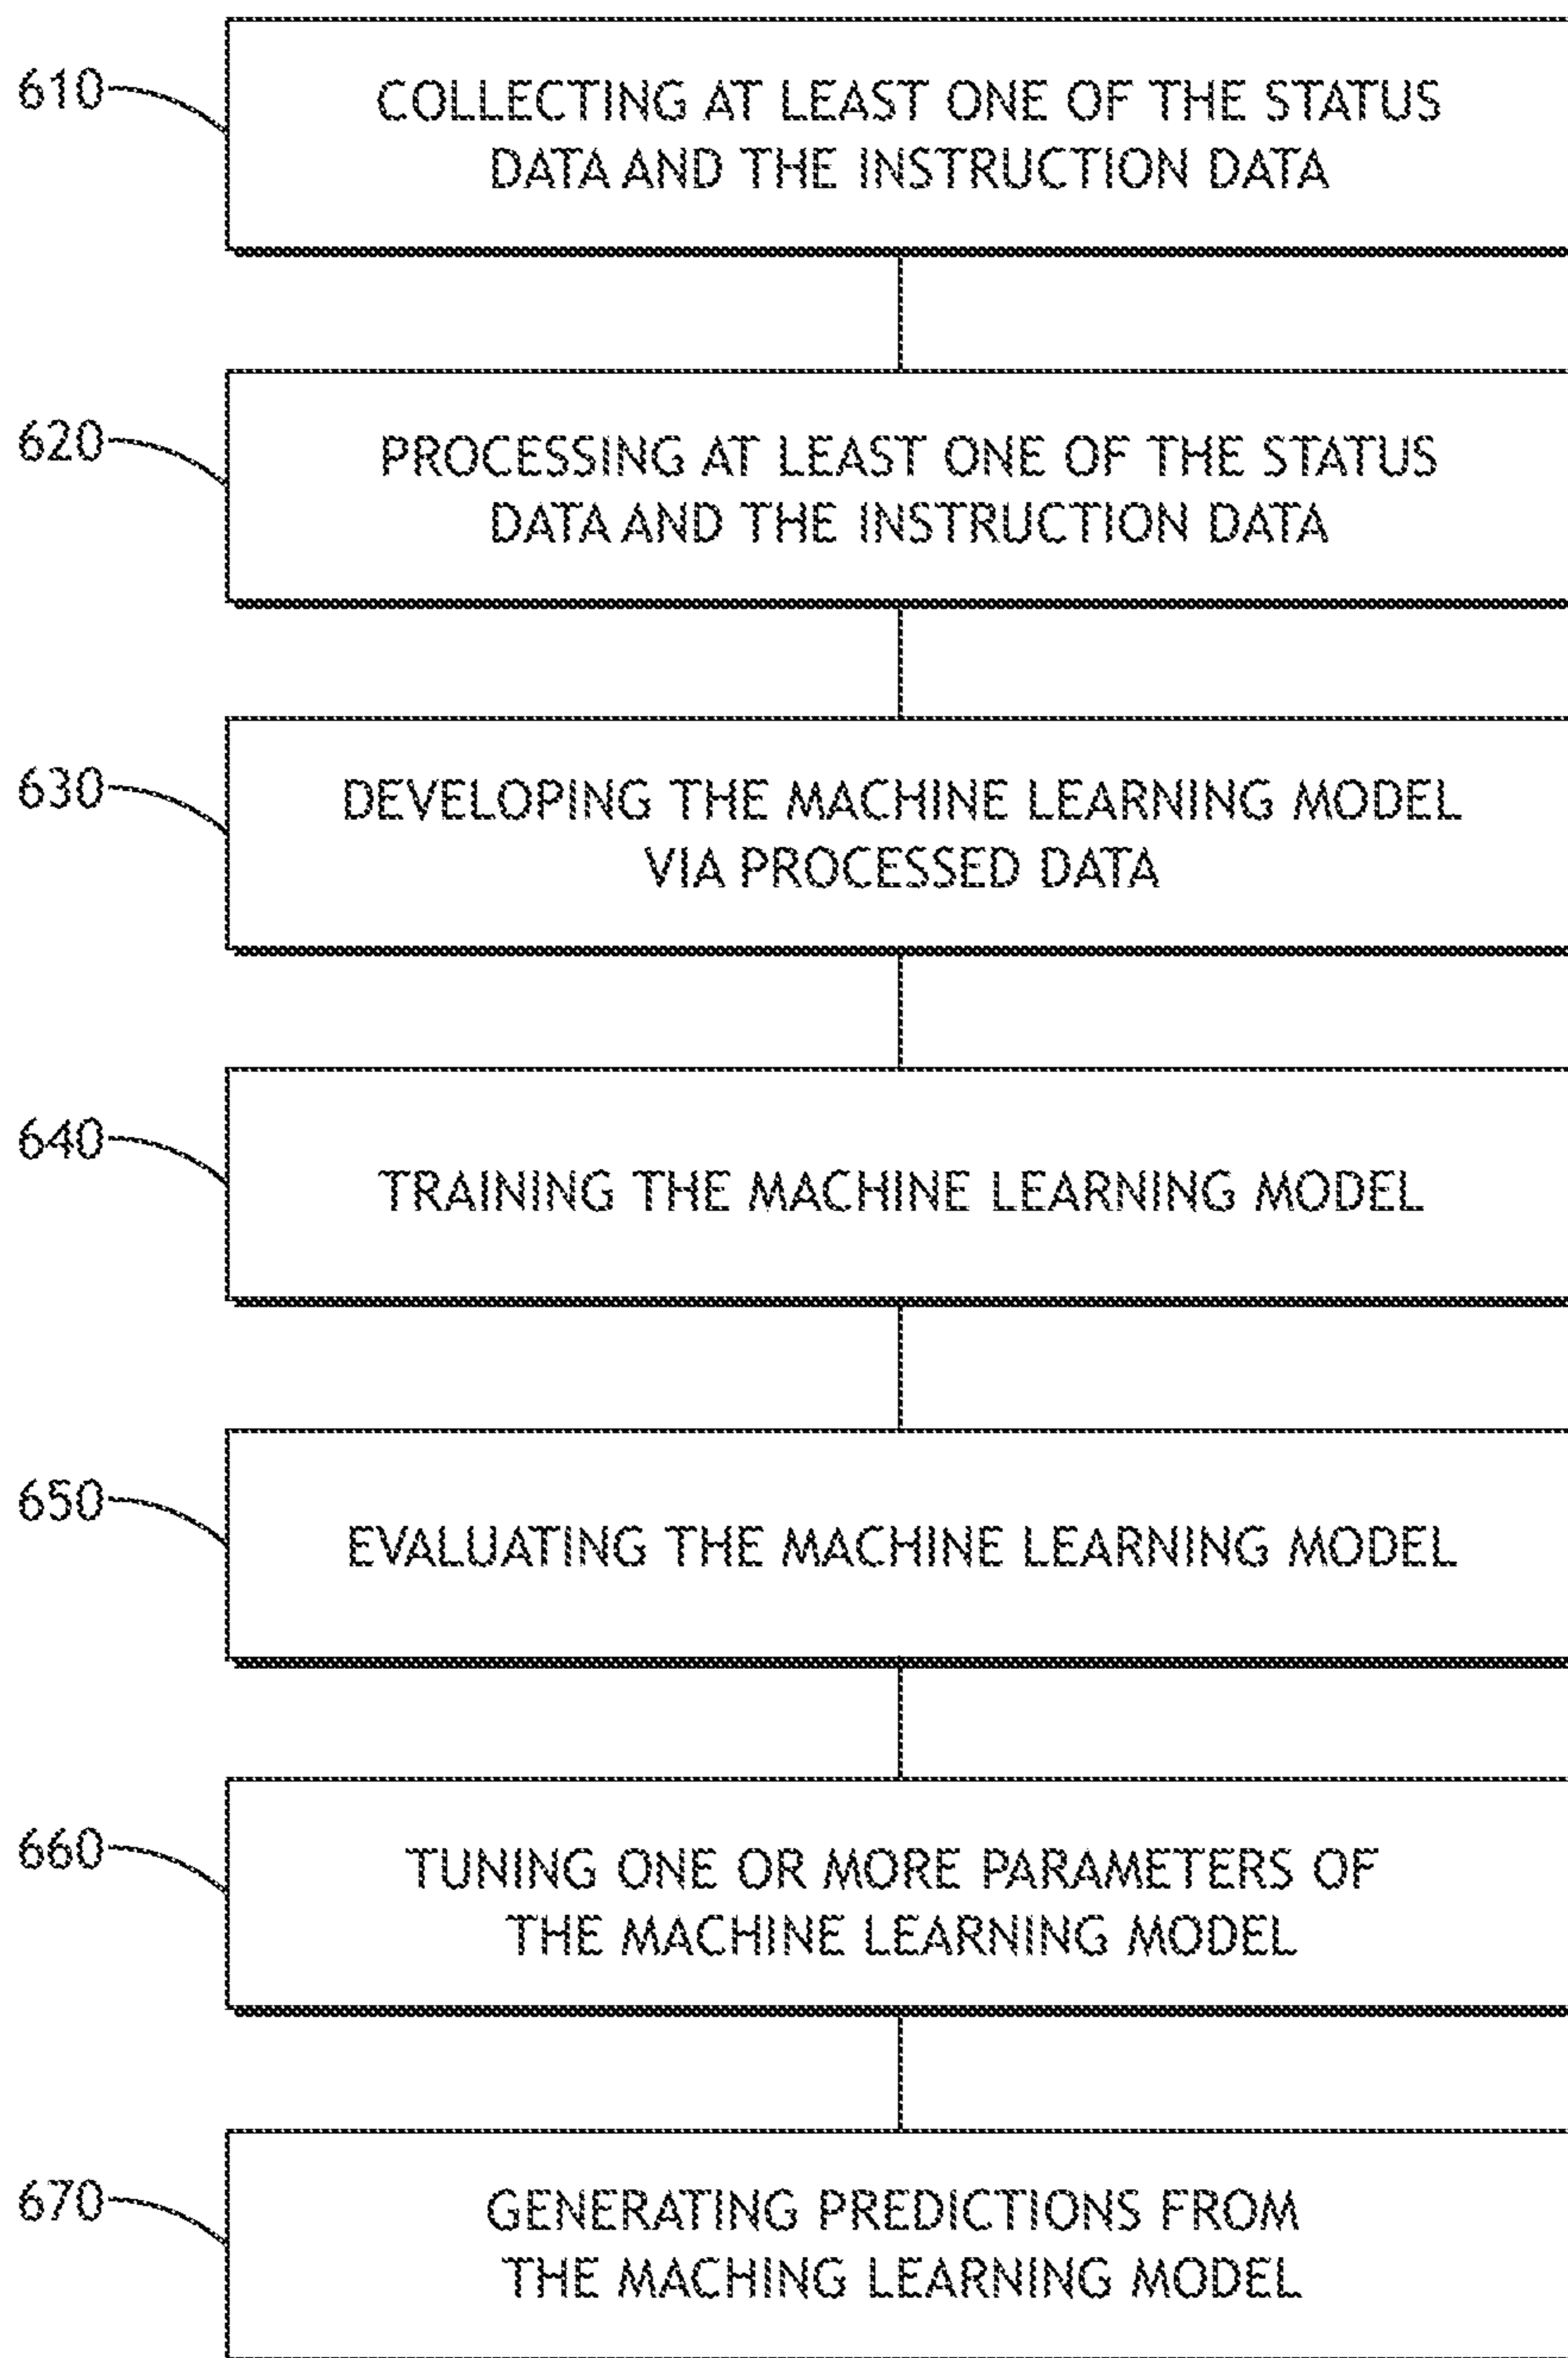 610
COLLECTING AT LEAST ONE OF THE STATUS
DATA AND THE INSTRUCTION DATA
620
PROCESSING AT LEAST ONE OF THE STATUS
DATA AND THE INSTRUCTION DATA
630
DEVELOPING THE MACHINE LEARNING MODEL
VIA PROCESSED DATA
640
TRAINING THE MACHINE LEARNING MODEL
650
EVALUATING THE MACHINE LEARNING MODEL
660
TUNING ONE OR MORE PARAMETERS OF
THE MACHINE LEARNING MODEL
670
GENERATING PREDICTIONS FROM
THE MACHING LEARNING MODEL